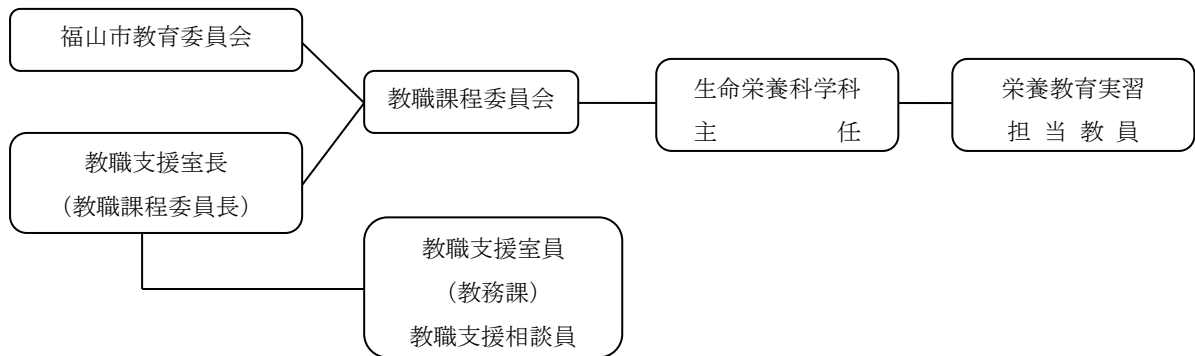 福山市教育委員会
教職課程委員会
生命栄養科学科
主 任
栄養教育実習
担 当 教 員
教職支援室長
（教職課程委員長）
教職支援室員
（教務課）
教職支援相談員